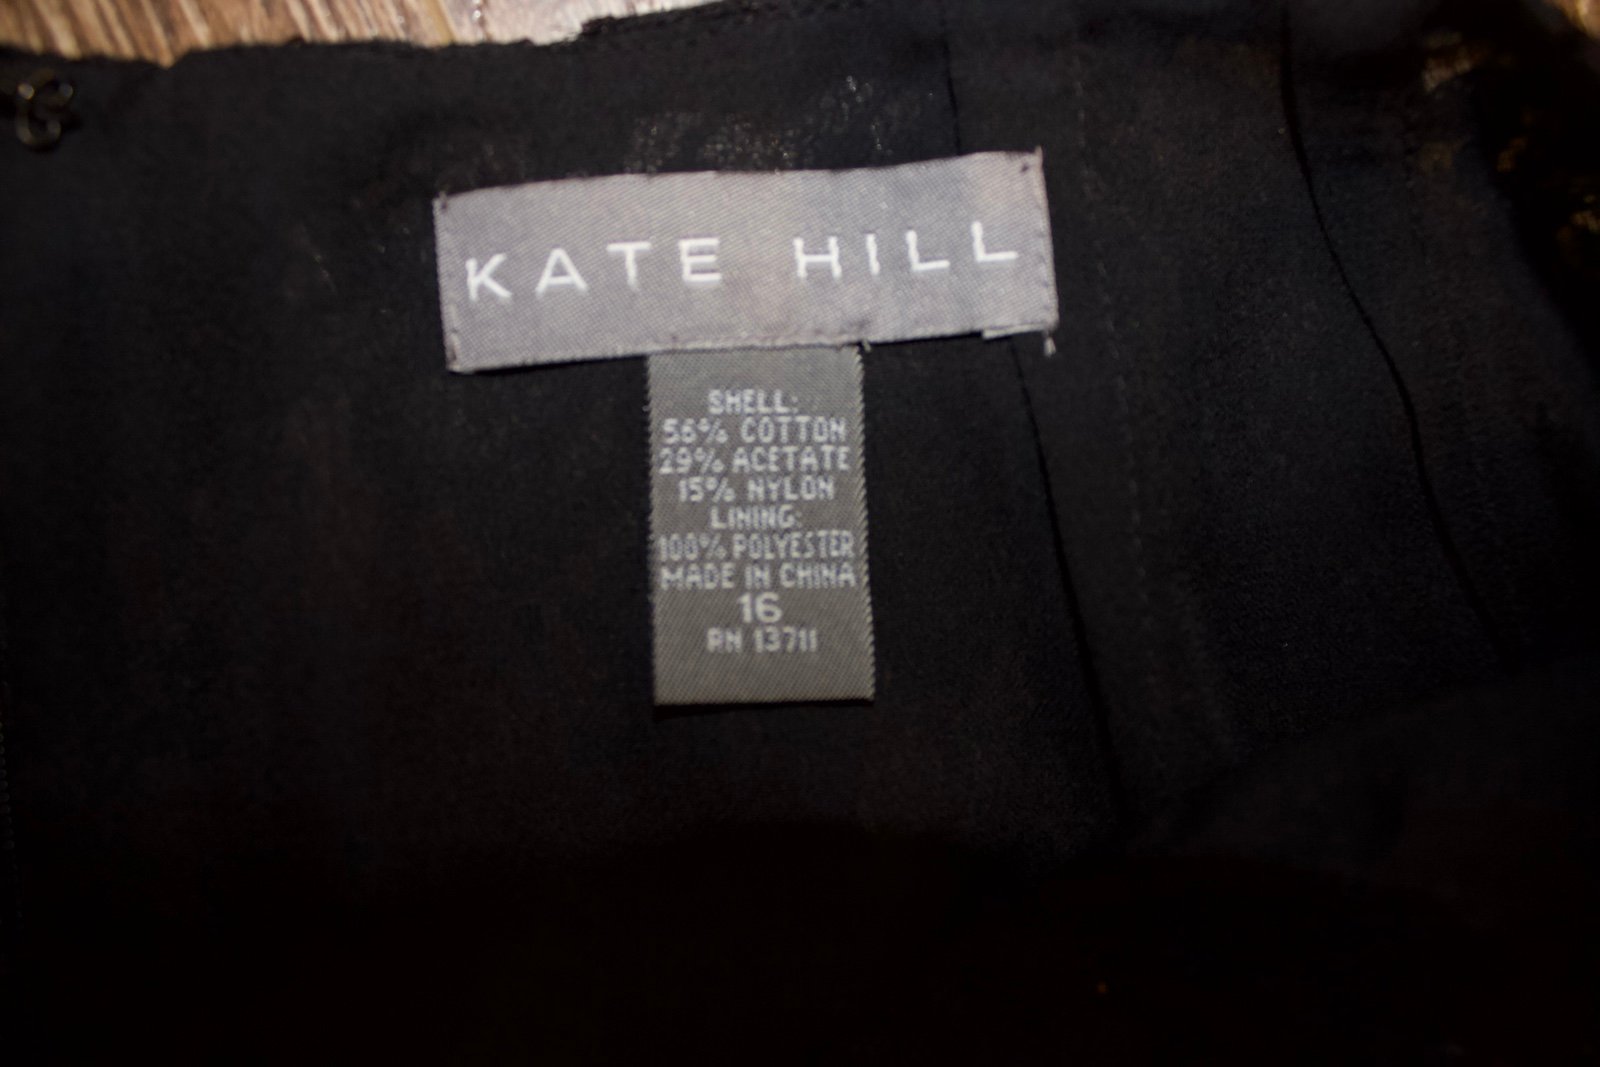 KATE HILL
SHELL:
56% COTTON
29% ACETATE
15% NYLON
LINING:
100% POLYESTER
MADE IN CHINA
16
RN 13711